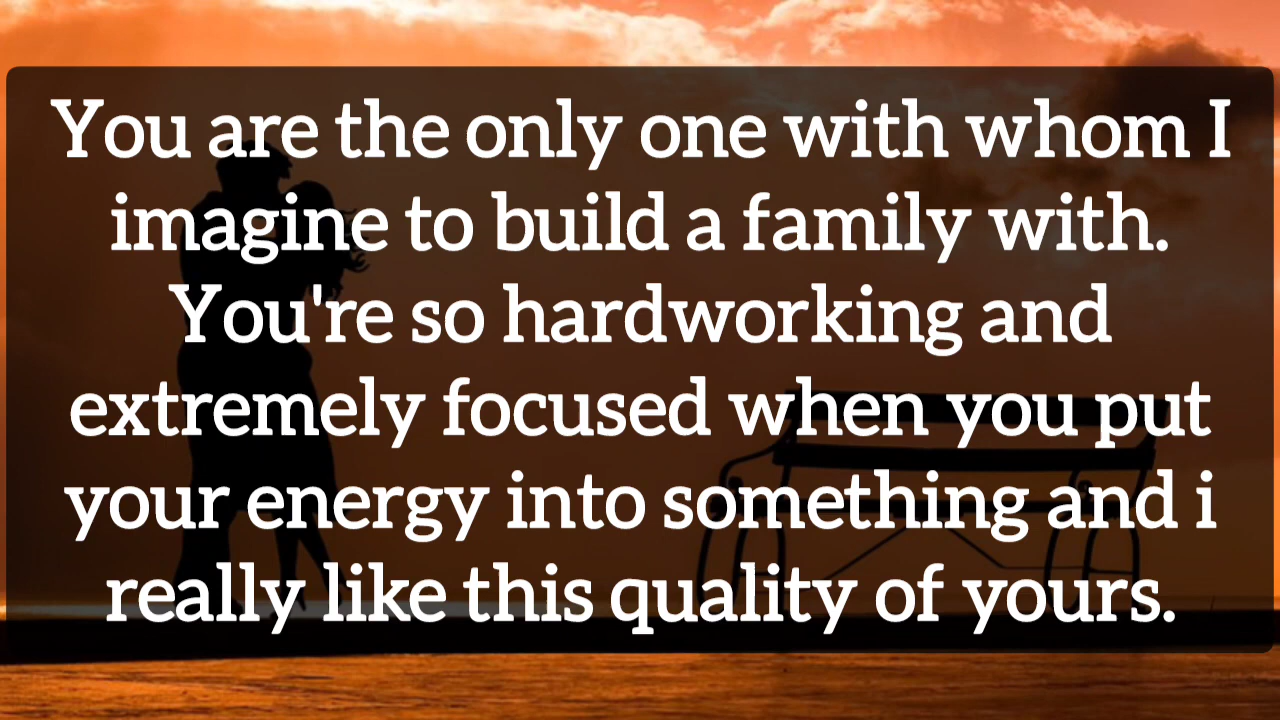 You are the only one with whom I
imagine to build a family with.
You're so hardworking and
extremely focused when you put
your energy into something and i
really like this quality of yours.